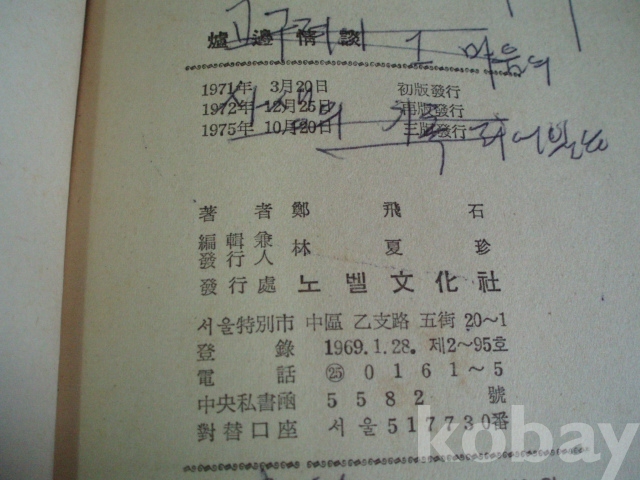 爐邊情談
1971年 3月20日 初版發行
1972年 12月25日 再版發行
1975年 10月20日 三版發行
著者 鄭飛石
編輯兼
發行人 林夏珍
發行處 노벨文化社
서울特別市 中區 乙支路 五街 20~1
登錄 1969.1.28. 제2~95호
電話 ㉕ 0161~5
中央私書函 5582號
對替口座 서울517730番
kobay